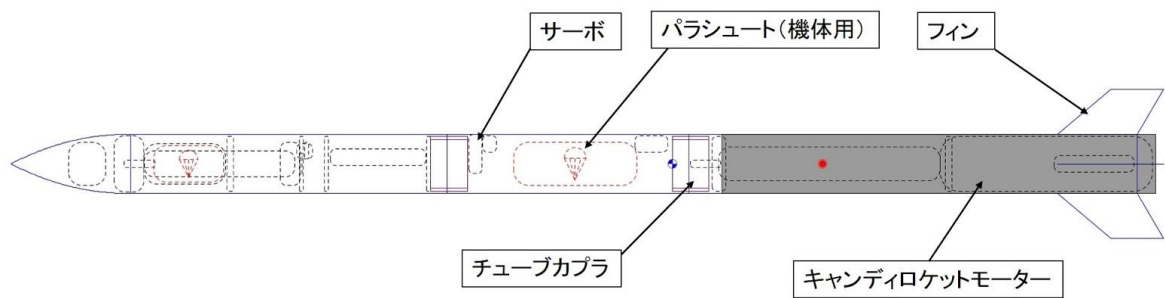 サーボ
パラシュート(機体用)
フィン
チューブカプラ
キャンディロケットモーター